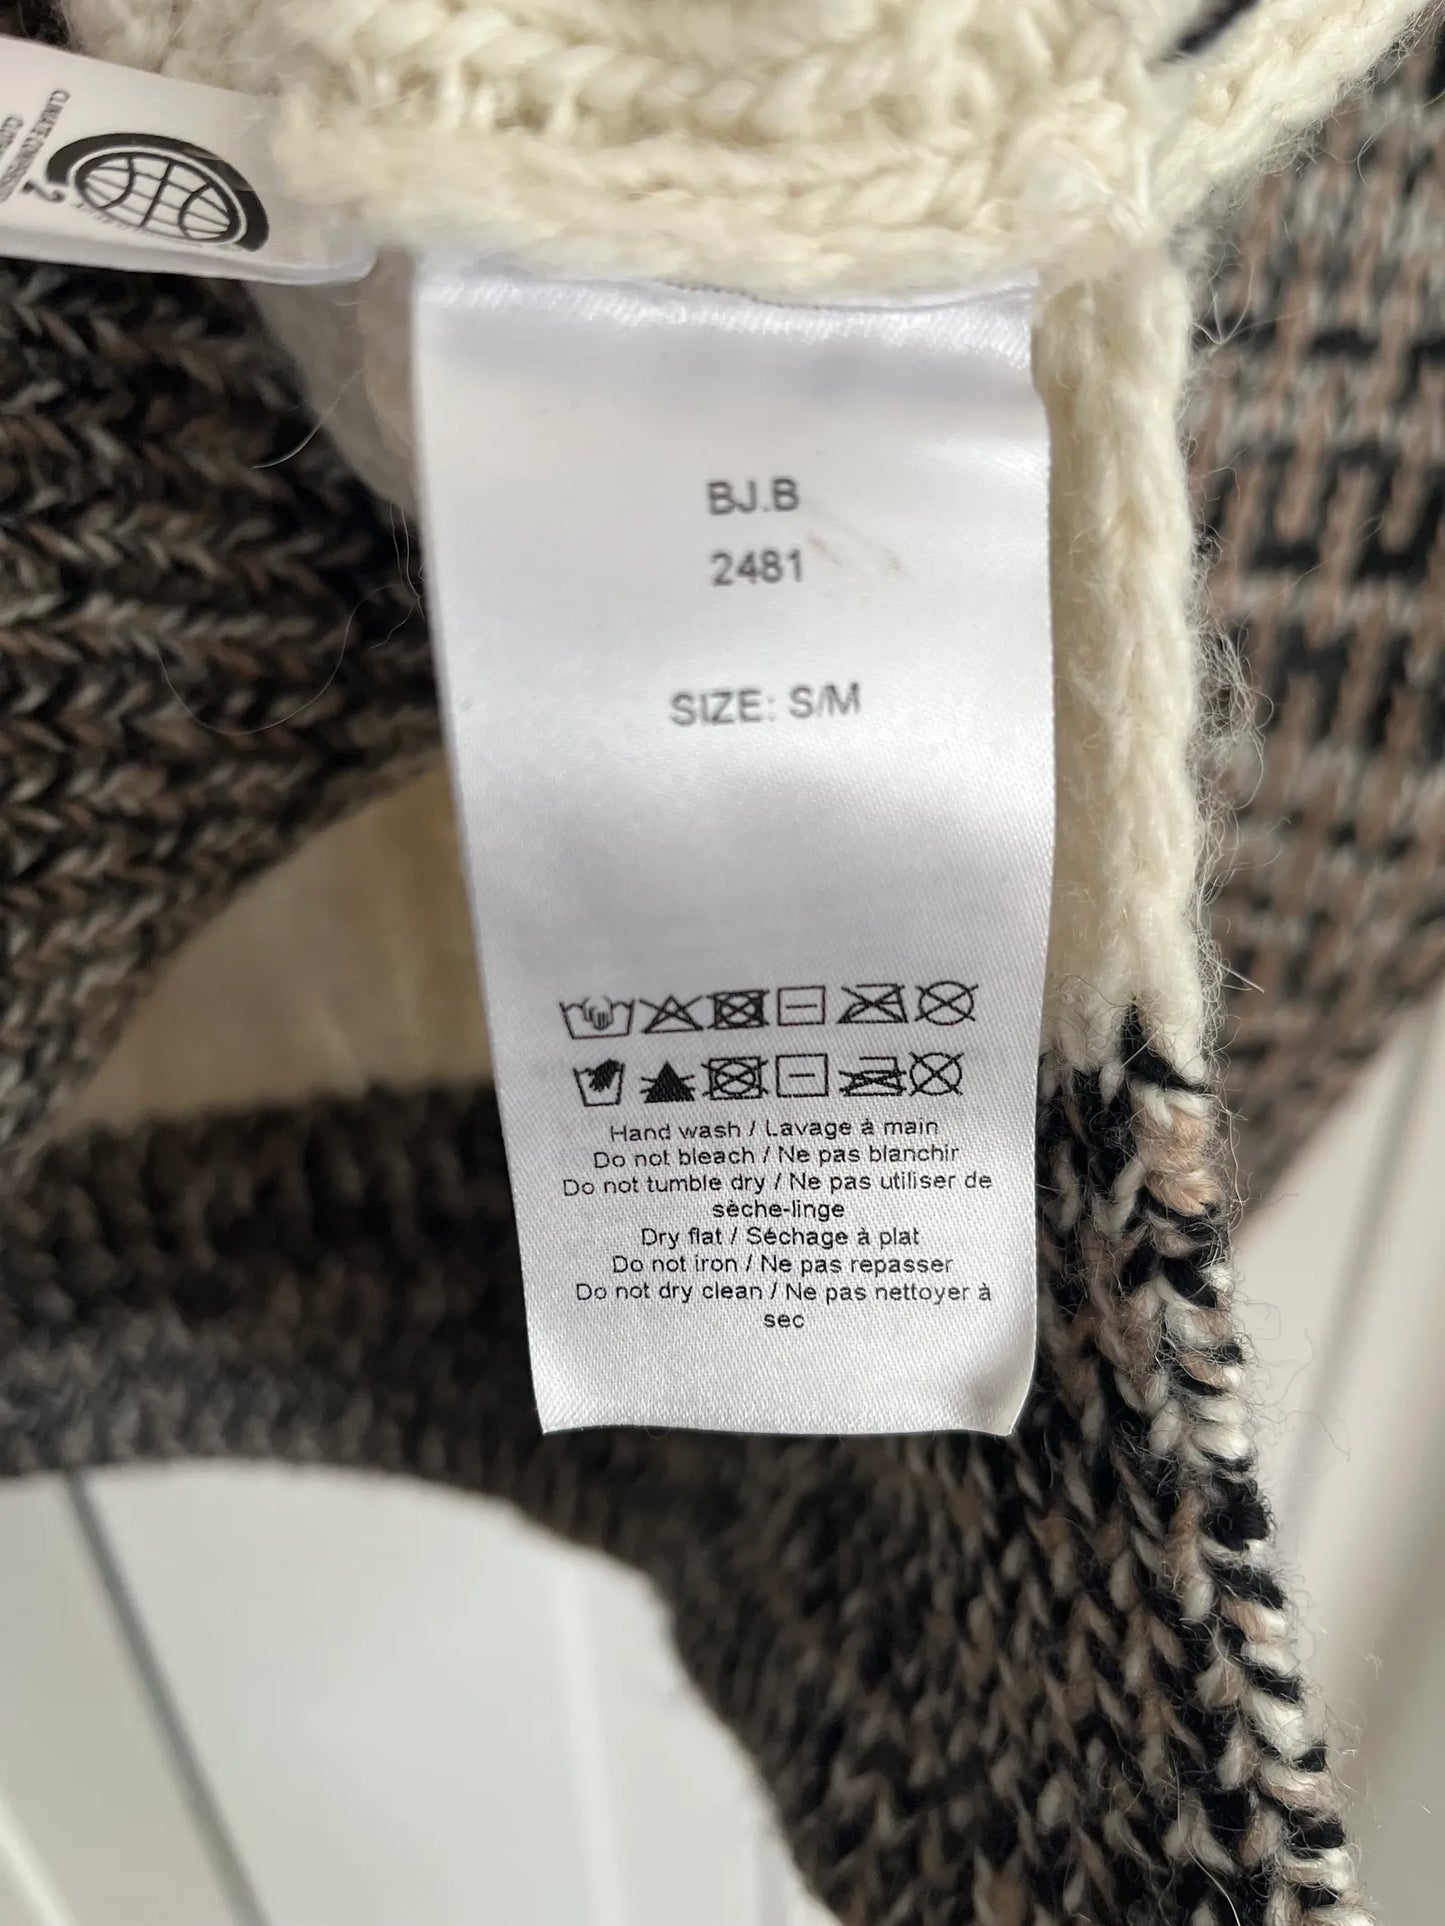 BJ.B
2481
SIZE: S/M
Hand wash / Lavage à main
Do not bleach / Ne pas blanchir
Do not tumble dry / Ne pas utiliser de
sèche-linge
Dry flat / Séchage à plat
Do not iron / Ne pas repasser
Do not dry clean / Ne pas nettoyer à
sec